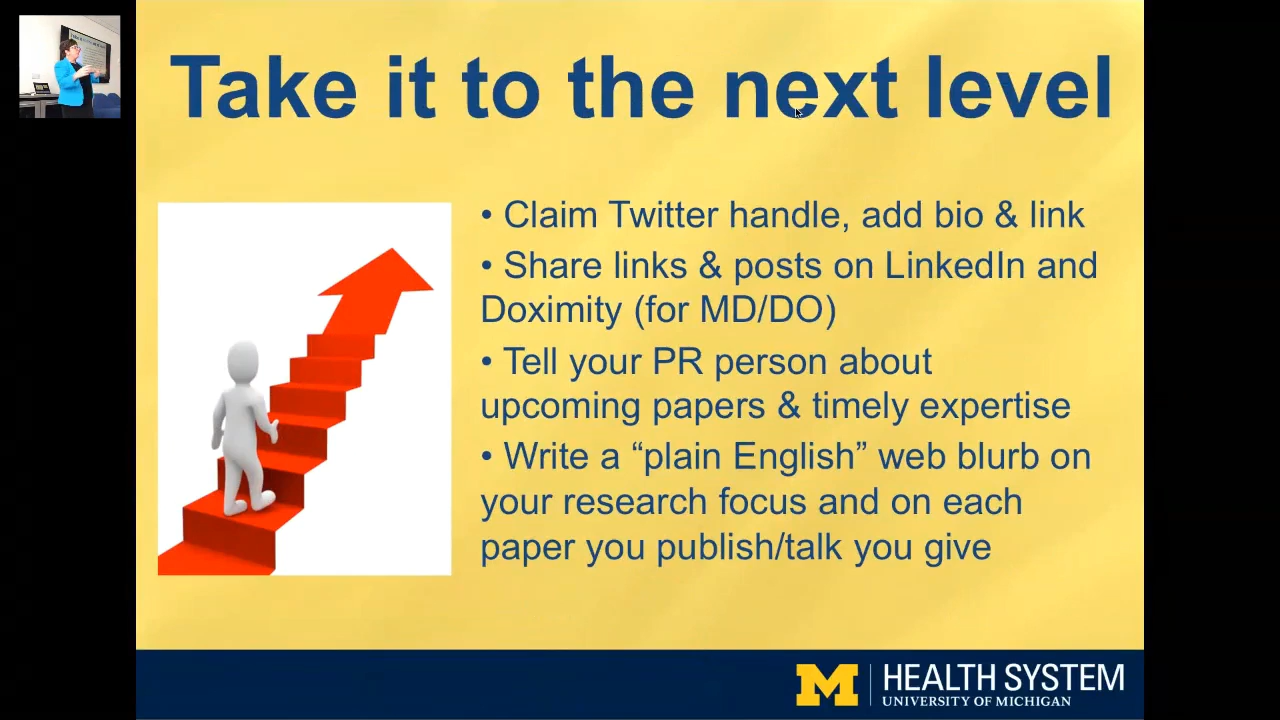 Take it to the next level
• Claim Twitter handle, add bio & link
• Share links & posts on LinkedIn and
Doximity (for MD/DO)
• Tell your PR person about
upcoming papers & timely expertise
• Write a “plain English” web blurb on
your research focus and on each
paper you publish/talk you give
M
HEALTH SYSTEM
UNIVERSITY OF MICHIGAN